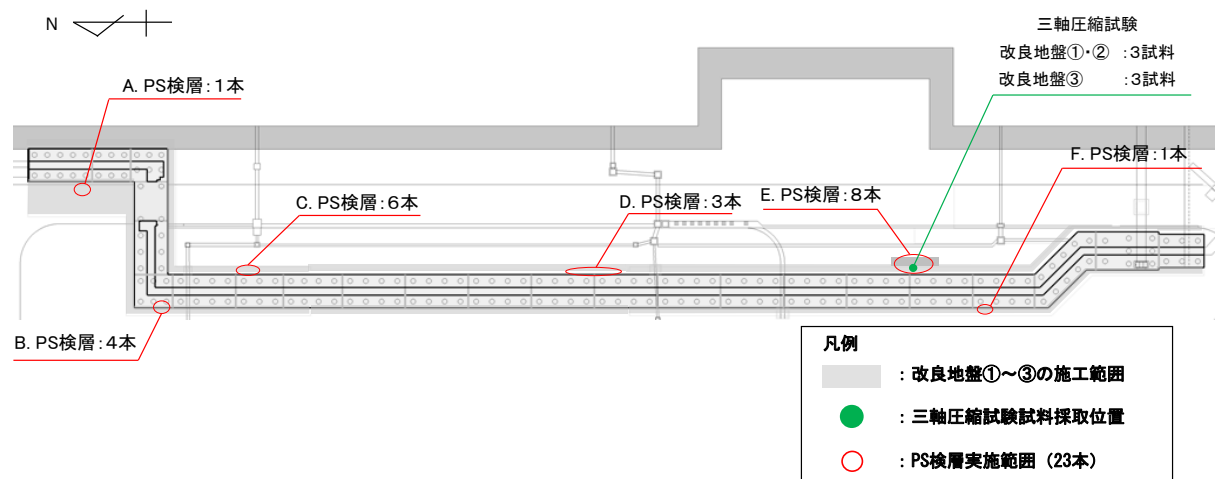 N
三軸圧縮試験
改良地盤①・② :3試料
改良地盤③ :3試料
A. PS検層:1本
F. PS検層:1本
C. PS検層:6本
D. PS検層:3本
E. PS検層:8本
B. PS検層:4本
凡例
:改良地盤①～③の施工範囲
:三軸圧縮試験試料採取位置
:PS検層実施範囲（23本）